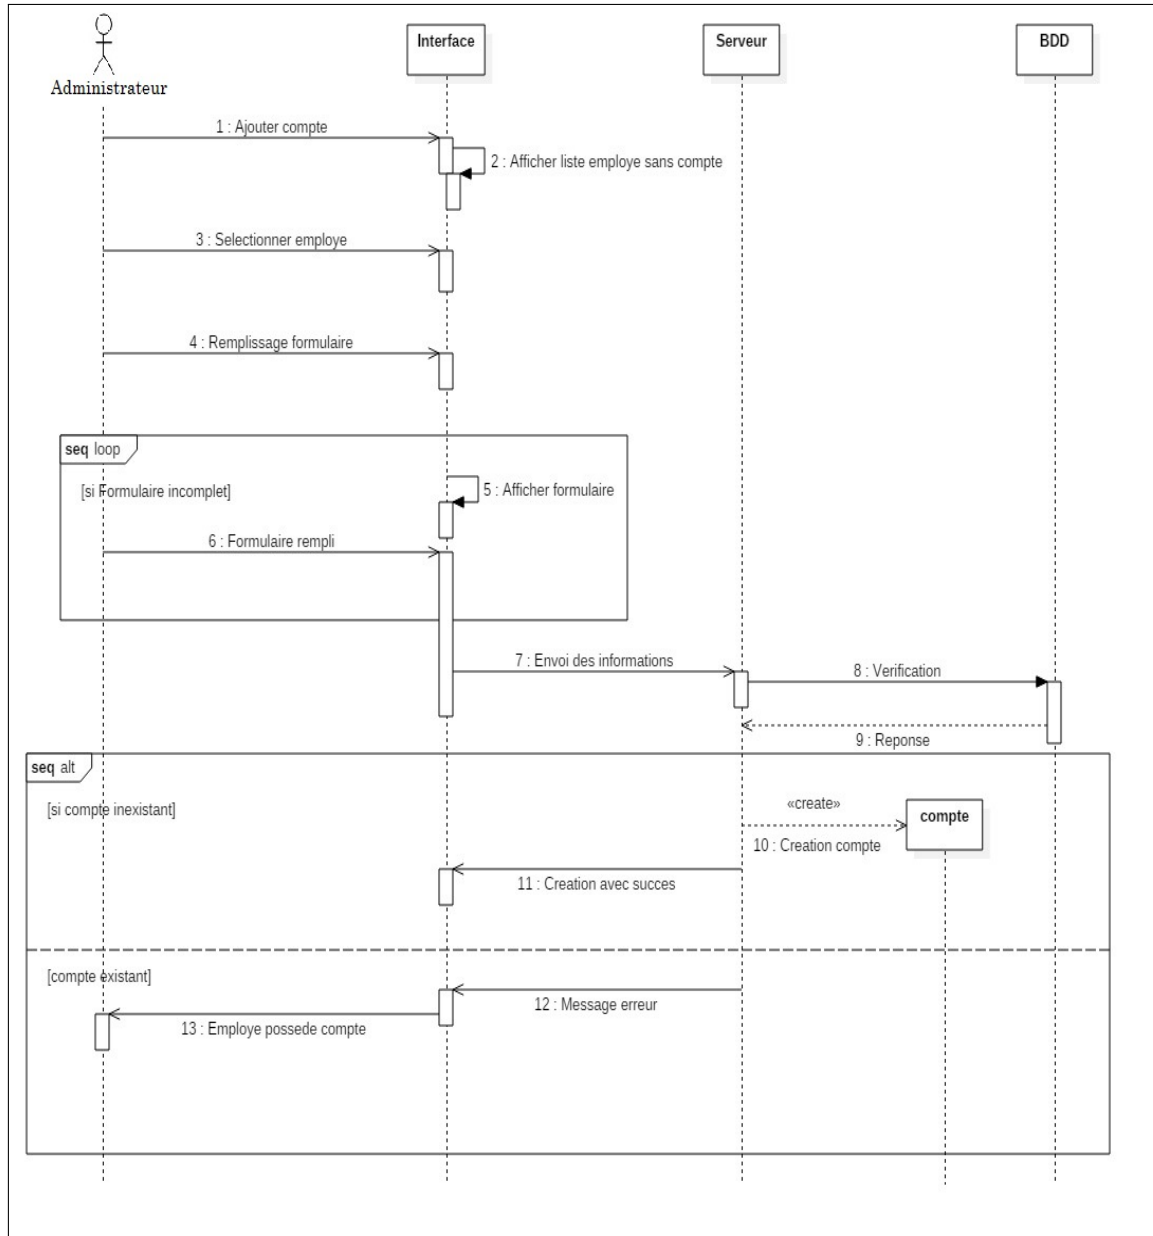 Interface
Serveur
BDD
Administrateur
1 : Ajouter compte
2 : Afficher liste employe sans compte
3 : Selectionner employe
4 : Remplissage formulaire
seq loop
[si Formulaire incomplet]
5 : Afficher formulaire
6 : Formulaire rempli
7 : Envoi des informations
8 : Verification
9 : Reponse
seq alt
[si compte inexistant]
«create»
compte
10 : Creation compte
11 : Creation avec succes
[compte existant]
12 : Message erreur
13 : Employe possede compte